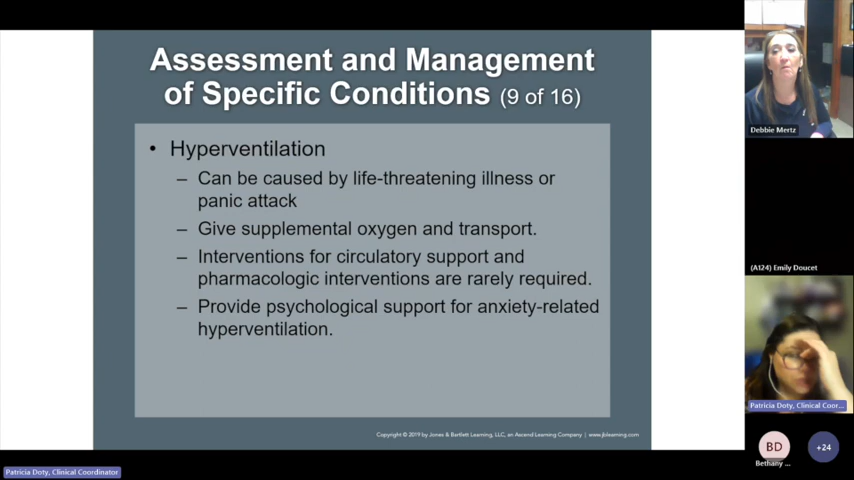 Assessment and Management
of Specific Conditions (9 of 16)
• Hyperventilation
– Can be caused by life-threatening illness or
panic attack
– Give supplemental oxygen and transport.
– Interventions for circulatory support and
pharmacologic interventions are rarely required.
– Provide psychological support for anxiety-related
hyperventilation.
Copyright © 2019 by Jones & Bartlett Learning, LLC, an Ascend Learning Company | www.jblearning.com
Debbie Mertz
(A124) Emily Doucet
Patricia Doty, Clinical Coor...
BD
+24
Bethany ...
Patricia Doty, Clinical Coordinator